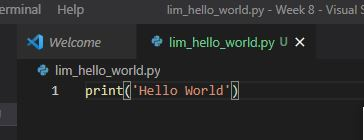 erminal Help lim_hello_world.py - Week 8 - Visual S
Welcome lim_hello_world.py U
lim_hello_world.py
1 print('Hello World')